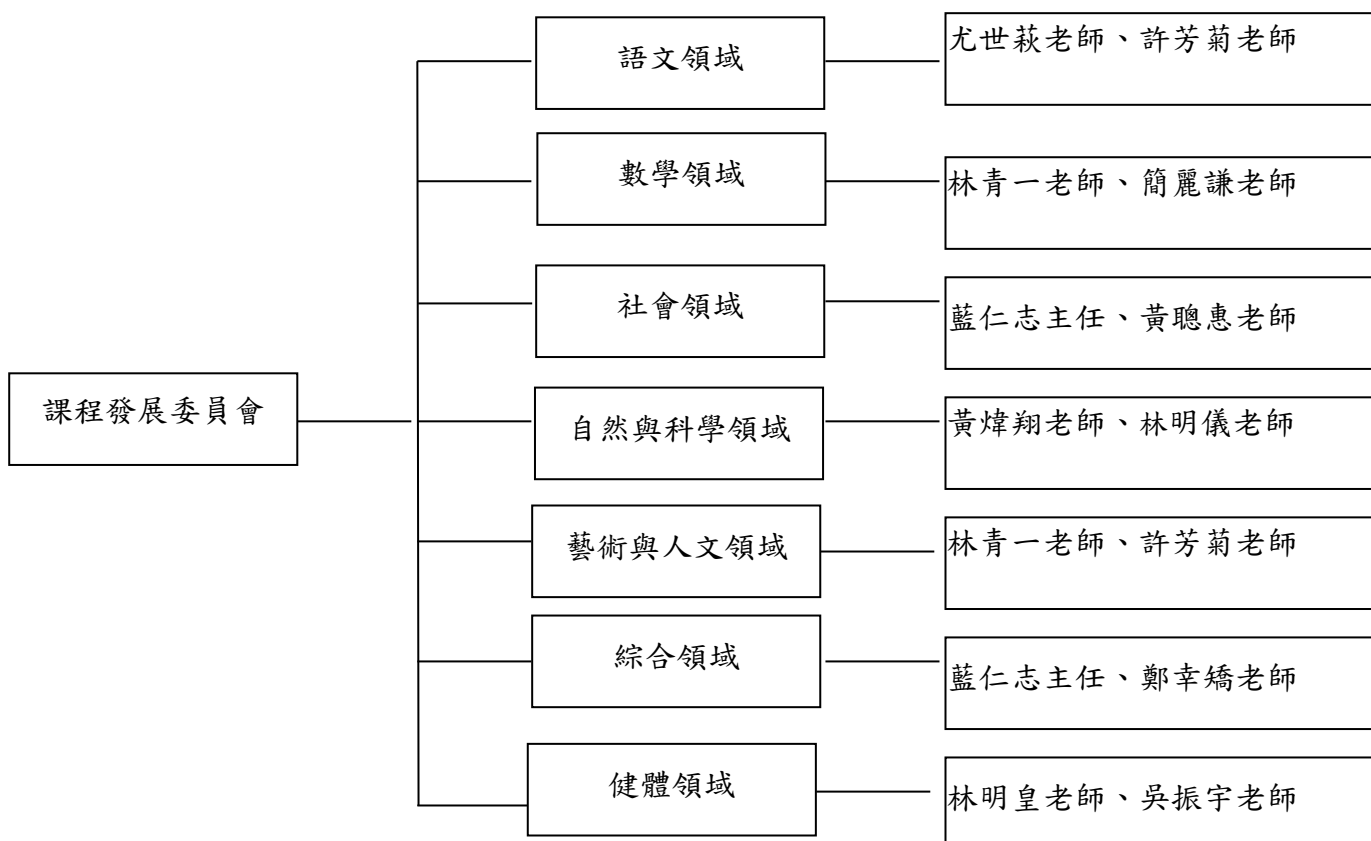 課程發展委員會
語文領域
尤世萩老師、許芳菊老師
數學領域
林青一老師、簡麗謙老師
社會領域
藍仁志主任、黃聰惠老師
自然與科學領域
黃煒翔老師、林明儀老師
藝術與人文領域
林青一老師、許芳菊老師
綜合領域
藍仁志主任、鄭幸矯老師
健體領域
林明皇老師、吳振宇老師